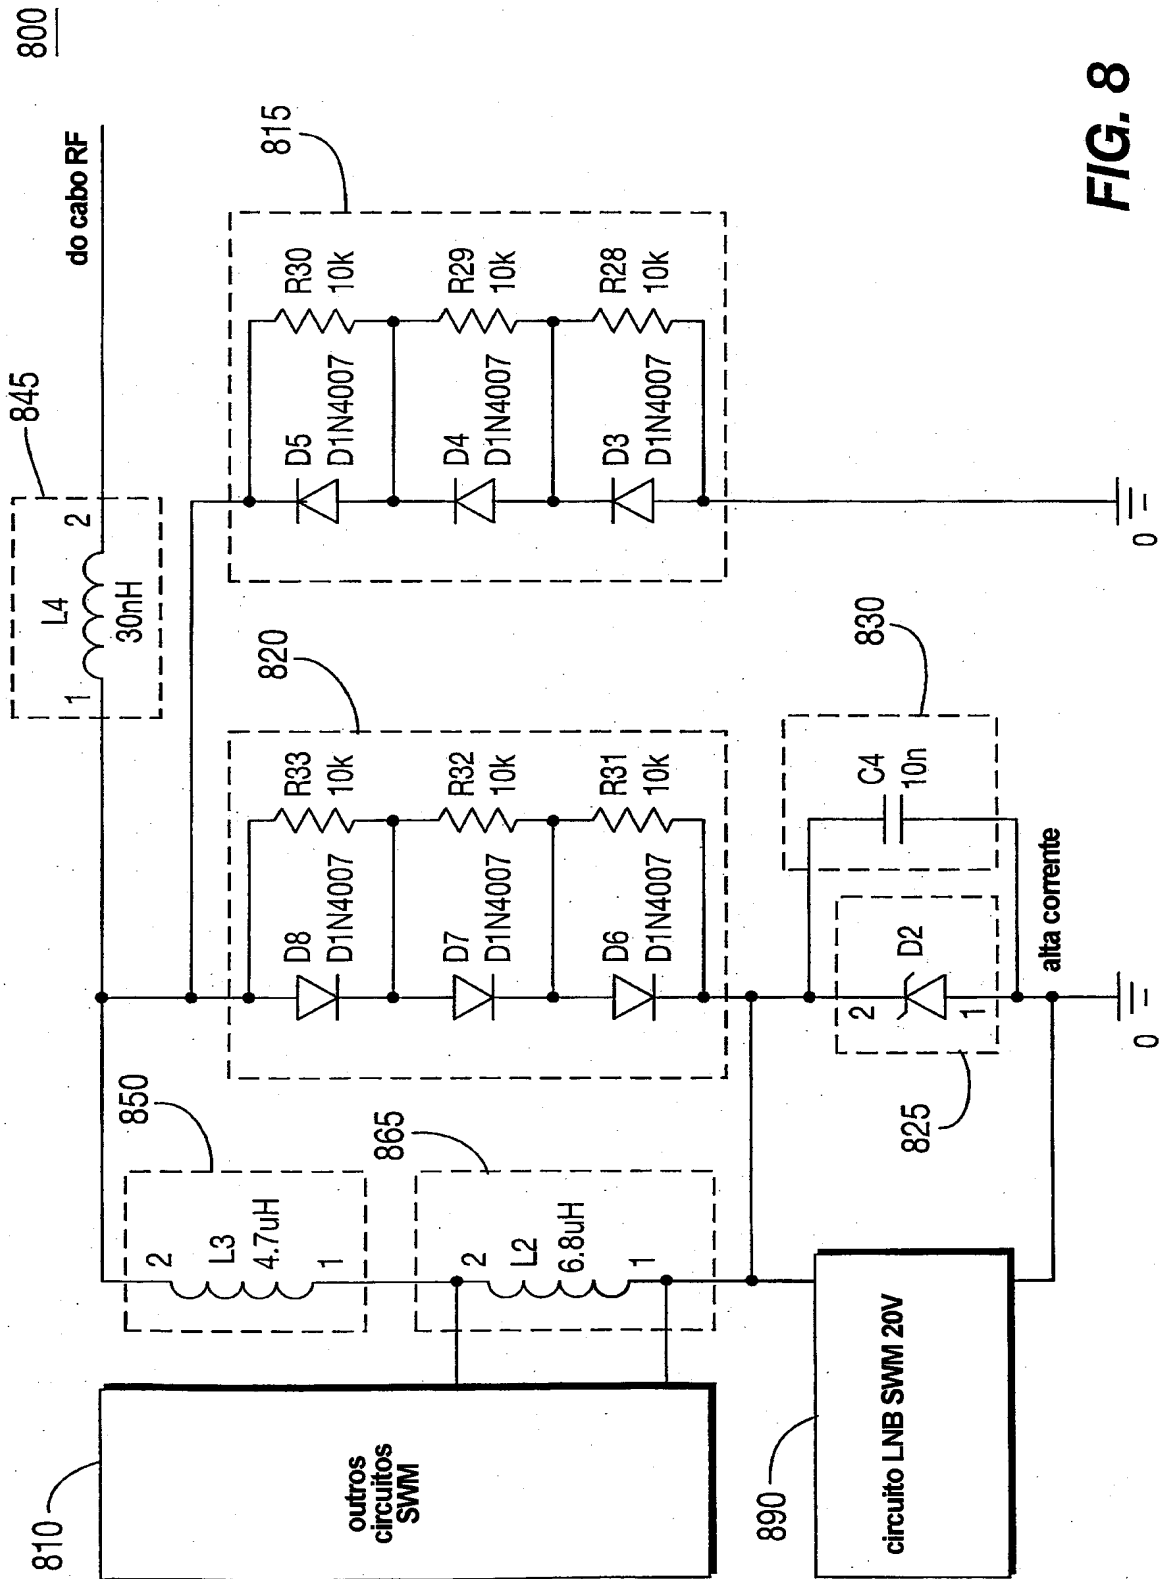 800
do cabo RF
845
L4
1
2
30nH
815
R30
10k
D5
D1N4007
R29
10k
D4
D1N4007
R28
10k
D3
D1N4007
0
820
R33
10k
D8
D1N4007
R32
10k
D7
D1N4007
R31
10k
D6
D1N4007
830
C4
10n
2
D2
1
825
alta corrente
0
850
2
L3
4.7uH
1
865
2
L2
6.8uH
1
810
outros
circuitos
SWM
890
circuito LNB SWM 20V
FIG. 8